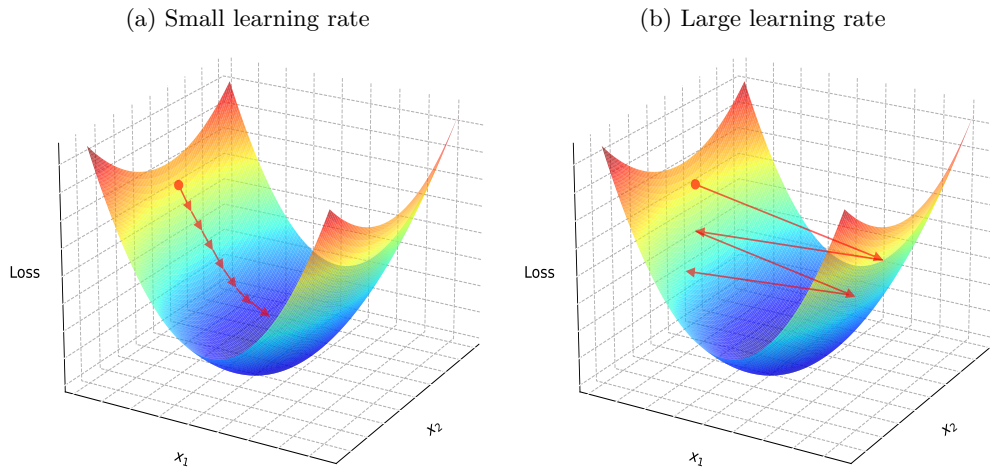 (a) Small learning rate
(b) Large learning rate
Loss
x₁
x₂
Loss
x₁
x₂